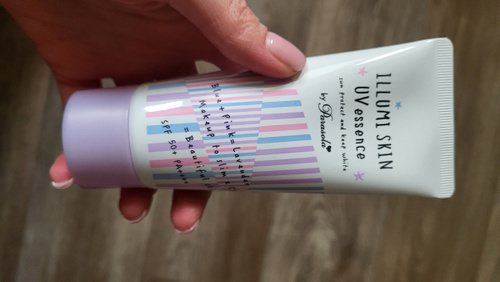 ILLUMI SKIN
UV essence
sun protect and keep white
by Parasola
Blue + Pink = Lavender
Makeup to slim &
= Beautiful
SPF 50+ PA++++